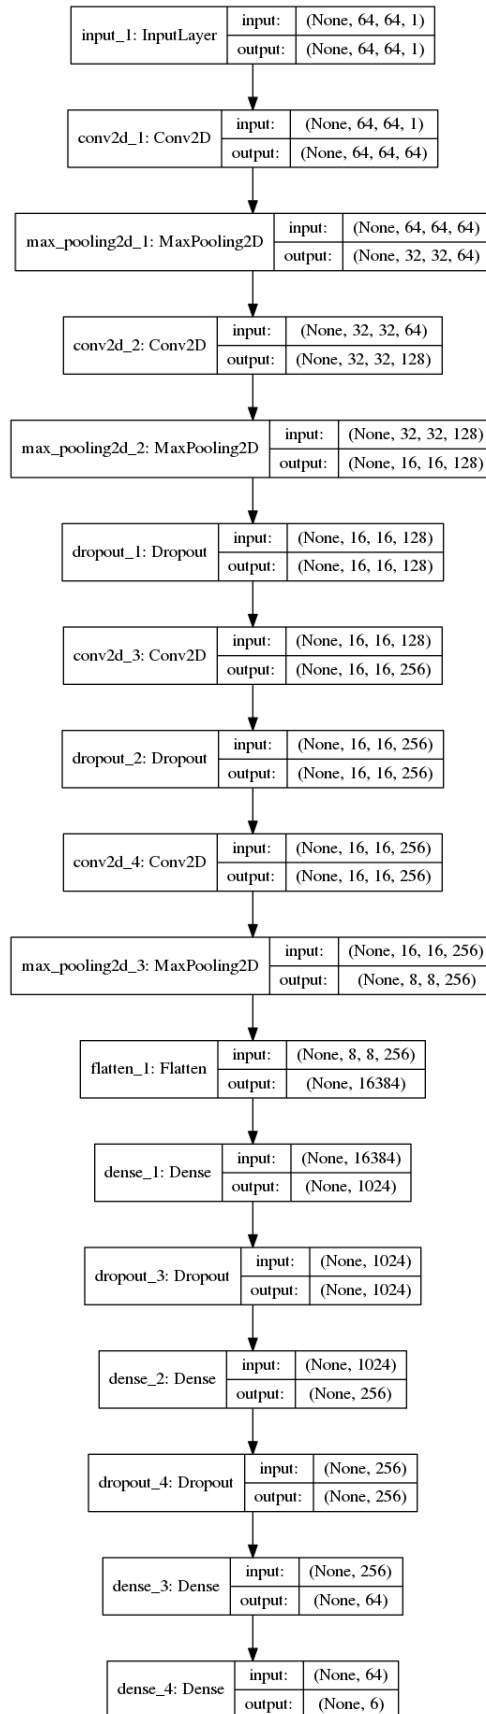 input_1: InputLayer
input: (None, 64, 64, 1)
output: (None, 64, 64, 1)
conv2d_1: Conv2D
input: (None, 64, 64, 1)
output: (None, 64, 64, 64)
max_pooling2d_1: MaxPooling2D
input: (None, 64, 64, 64)
output: (None, 32, 32, 64)
conv2d_2: Conv2D
input: (None, 32, 32, 64)
output: (None, 32, 32, 128)
max_pooling2d_2: MaxPooling2D
input: (None, 32, 32, 128)
output: (None, 16, 16, 128)
dropout_1: Dropout
input: (None, 16, 16, 128)
output: (None, 16, 16, 128)
conv2d_3: Conv2D
input: (None, 16, 16, 128)
output: (None, 16, 16, 256)
dropout_2: Dropout
input: (None, 16, 16, 256)
output: (None, 16, 16, 256)
conv2d_4: Conv2D
input: (None, 16, 16, 256)
output: (None, 16, 16, 256)
max_pooling2d_3: MaxPooling2D
input: (None, 16, 16, 256)
output: (None, 8, 8, 256)
flatten_1: Flatten
input: (None, 8, 8, 256)
output: (None, 16384)
dense_1: Dense
input: (None, 16384)
output: (None, 1024)
dropout_3: Dropout
input: (None, 1024)
output: (None, 1024)
dense_2: Dense
input: (None, 1024)
output: (None, 256)
dropout_4: Dropout
input: (None, 256)
output: (None, 256)
dense_3: Dense
input: (None, 256)
output: (None, 64)
dense_4: Dense
input: (None, 64)
output: (None, 6)